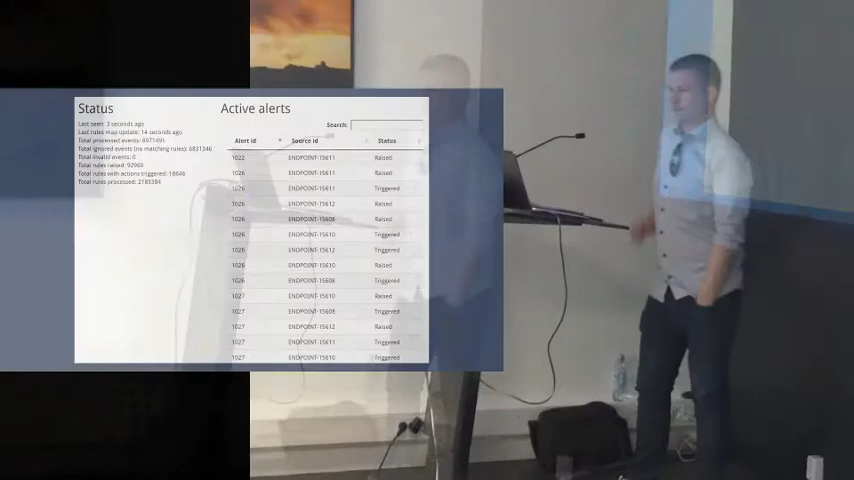 Status
Last seen: 3 seconds ago
Last rules map update: 14 seconds ago
Total processed events: 8971491
Total ignored events (no matching rules): 6831346
Total invalid events: 0
Total rules raised: 92969
Total rules with actions triggered: 18646
Total rules processed: 2185384
Active alerts
Search:
Alert id Source id Status
1022 ENDPOINT-15611 Raised
1026 ENDPOINT-15611 Raised
1026 ENDPOINT-15611 Triggered
1026 ENDPOINT-15612 Raised
1026 ENDPOINT-15608 Raised
1026 ENDPOINT-15610 Triggered
1026 ENDPOINT-15612 Triggered
1026 ENDPOINT-15610 Raised
1026 ENDPOINT-15608 Triggered
1027 ENDPOINT-15610 Raised
1027 ENDPOINT-15608 Triggered
1027 ENDPOINT-15612 Raised
1027 ENDPOINT-15611 Triggered
1027 ENDPOINT-15610 Triggered